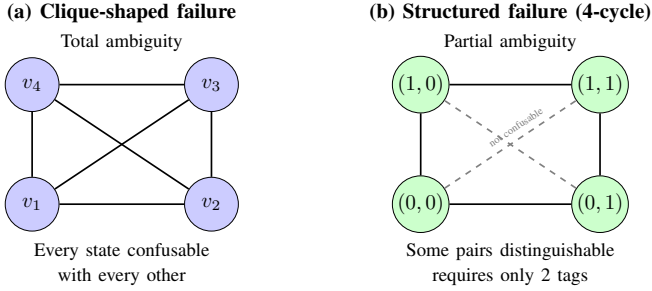 (a) Clique-shaped failure
Total ambiguity
v₄
v₃
v₁
v₂
Every state confusable
with every other
(b) Structured failure (4-cycle)
Partial ambiguity
(1, 0)
(1, 1)
not confusable
(0, 0)
(0, 1)
Some pairs distinguishable
requires only 2 tags